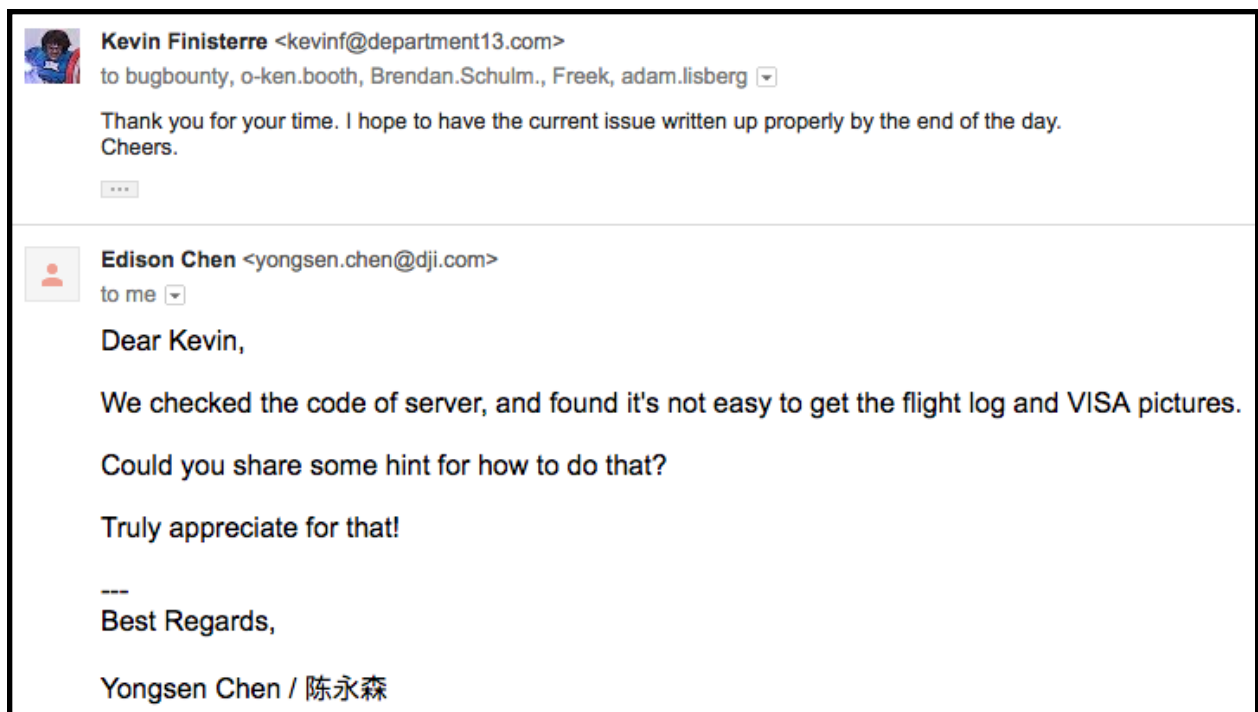 Kevin Finisterre <kevinf@department13.com>
to bugbounty, o-ken.booth, Brendan.Schulm., Freek, adam.lisberg
Thank you for your time. I hope to have the current issue written up properly by the end of the day.
Cheers.
Edison Chen <yongsen.chen@dji.com>
to me
Dear Kevin,
We checked the code of server, and found it's not easy to get the flight log and VISA pictures.
Could you share some hint for how to do that?
Truly appreciate for that!
---
Best Regards,
Yongsen Chen / 陈永森